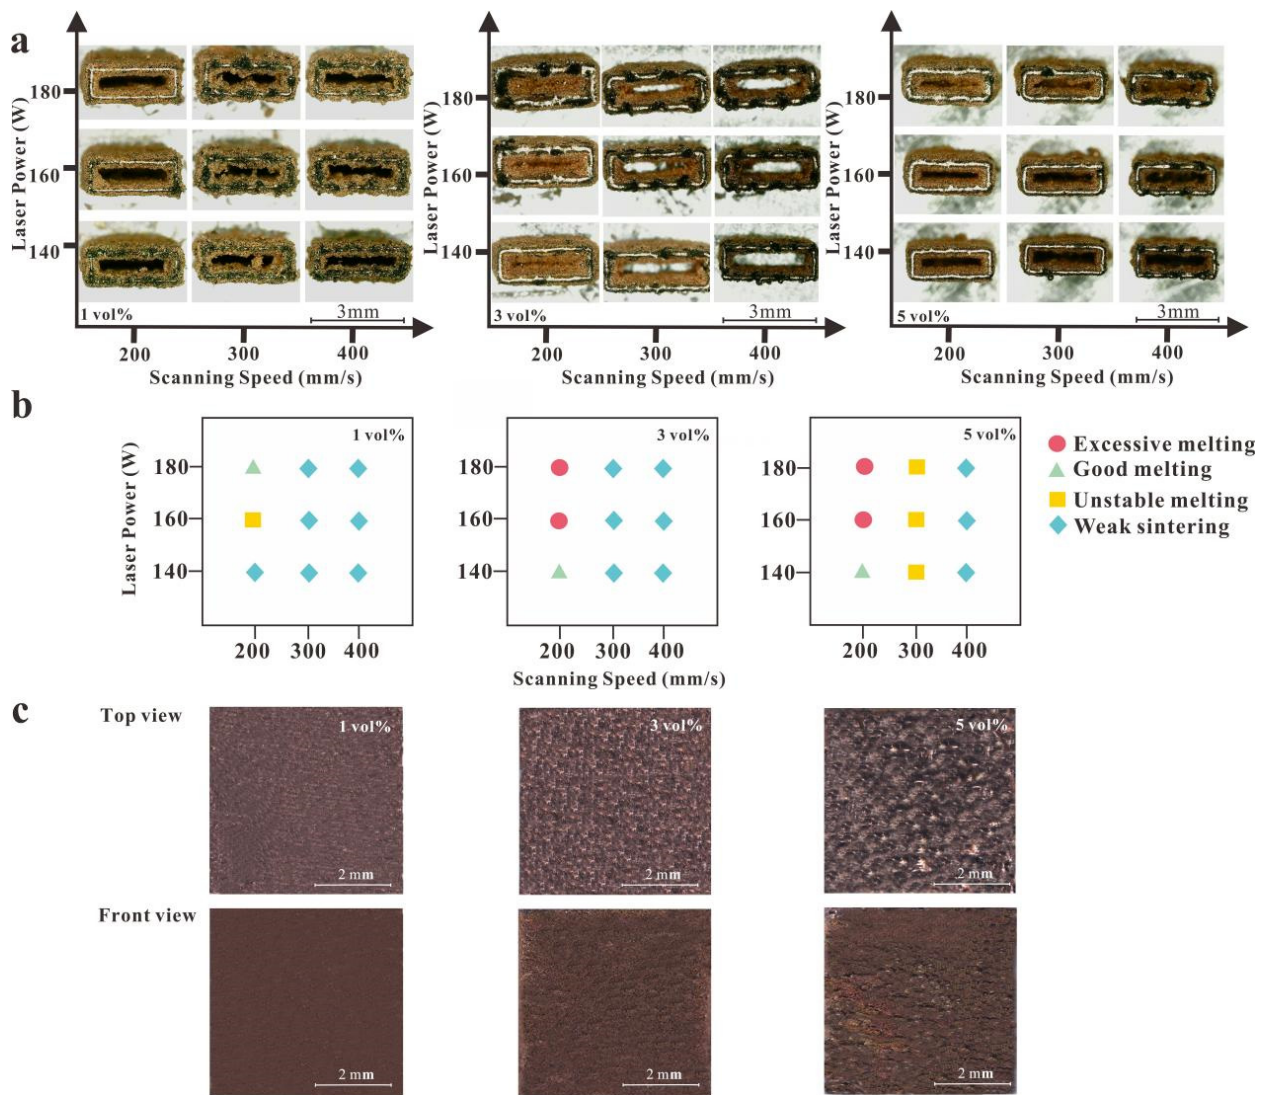 a
Laser Power (W)
180
160
140
1 vol%
3mm
200
300
400
Scanning Speed (mm/s)
Laser Power (W)
180
160
140
3 vol%
3mm
200
300
400
Scanning Speed (mm/s)
Laser Power (W)
180
160
140
5 vol%
3mm
200
300
400
Scanning Speed (mm/s)
b
Laser Power (W)
1 vol%
180
160
140
200
300
400
3 vol%
180
160
140
200
300
400
5 vol%
180
160
140
200
300
400
Scanning Speed (mm/s)
Excessive melting
Good melting
Unstable melting
Weak sintering
c
Top view
1 vol%
2 mm
3 vol%
2 mm
5 vol%
2 mm
Front view
2 mm
2 mm
2 mm